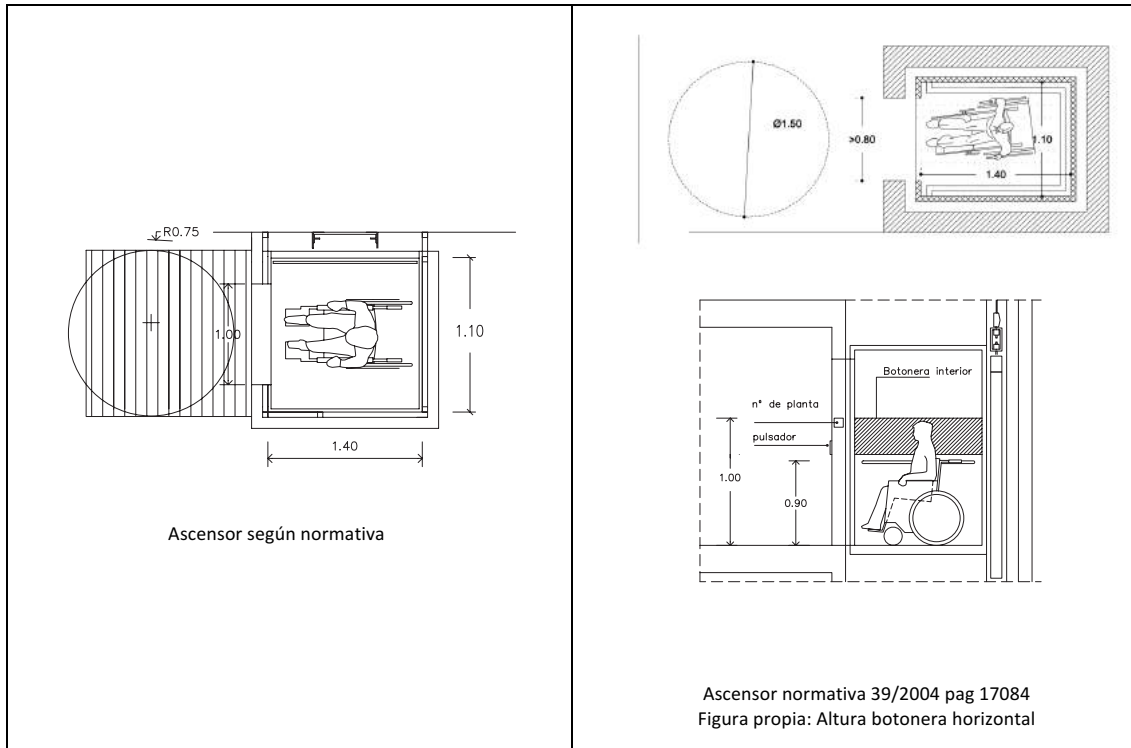 R0.75
1.00
1.10
1.40
Ascensor según normativa
Ø1.50
>0.80
1.10
1.40
Botonera interior
nº de planta
pulsador
1.00
0.90
Ascensor normativa 39/2004 pag 17084
Figura propia: Altura botonera horizontal